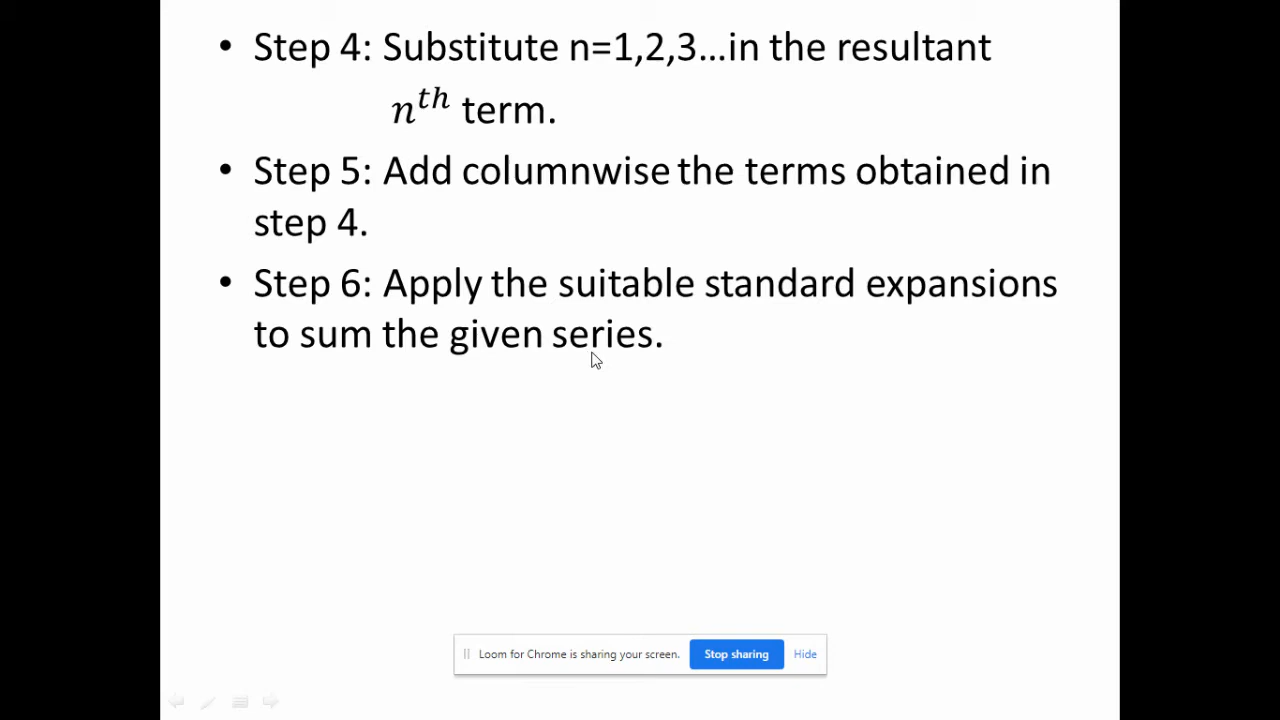 • Step 4: Substitute n=1,2,3…in the resultant
n^{th} term.
• Step 5: Add columnwise the terms obtained in
step 4.
• Step 6: Apply the suitable standard expansions
to sum the given series.
Loom for Chrome is sharing your screen. Stop sharing Hide